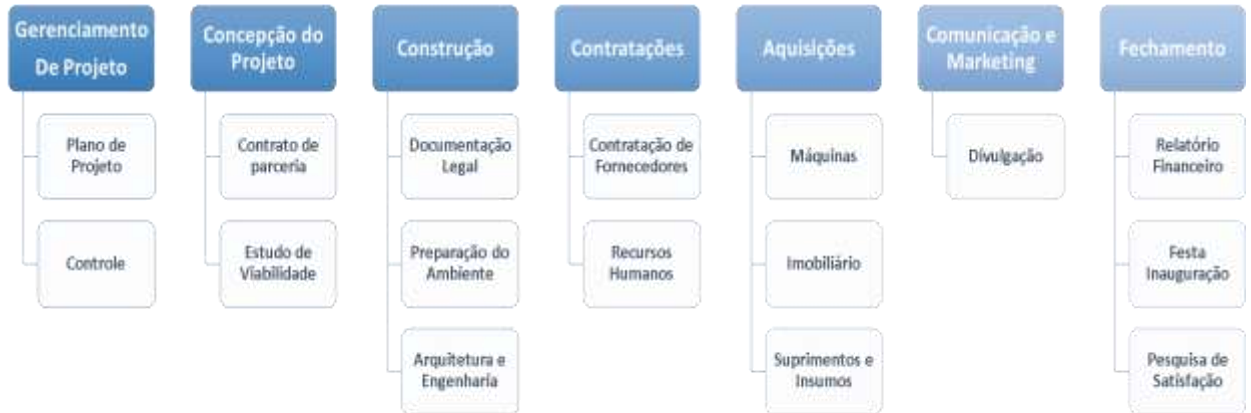 Gerenciamento
De Projeto
Plano de
Projeto
Controle
Concepção do
Projeto
Contrato de
parceria
Estudo de
Viabilidade
Construção
Documentação
Legal
Preparação do
Ambiente
Arquitetura e
Engenharia
Contratações
Contratação de
Fornecedores
Recursos
Humanos
Aquisições
Máquinas
Imobiliário
Suprimentos e
Insumos
Comunicação e
Marketing
Divulgação
Fechamento
Relatório
Financeiro
Festa
Inauguração
Pesquisa de
Satisfação